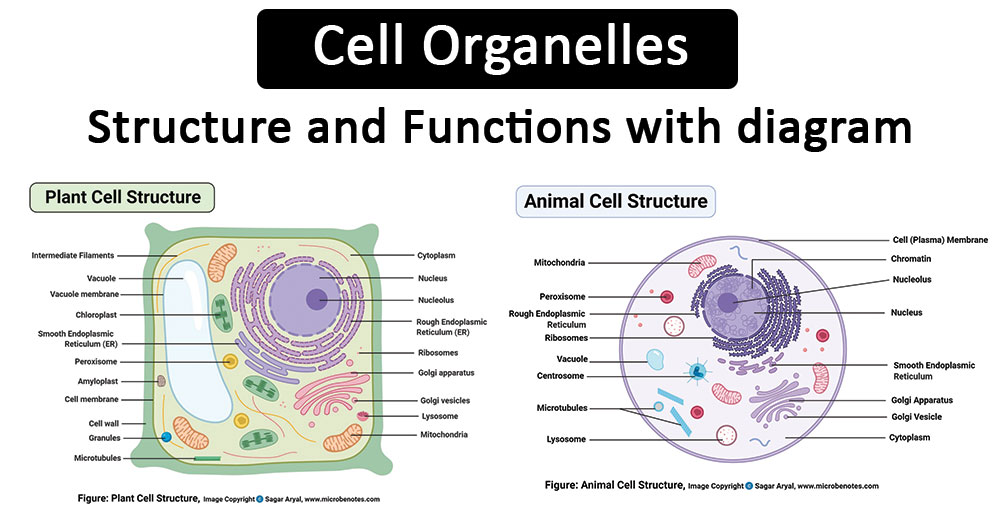 Cell Organelles
Structure and Functions with diagram
Plant Cell Structure
Intermediate Filaments
Vacuole
Vacuole membrane
Chloroplast
Smooth Endoplasmic
Reticulum (ER)
Peroxisome
Amyloplast
Cell membrane
Cell wall
Granules
Microtubules
Cytoplasm
Nucleus
Nucleolus
Rough Endoplasmic
Reticulum (ER)
Ribosomes
Golgi apparatus
Golgi vesicles
Lysosome
Mitochondria
Figure: Plant Cell Structure, Image Copyright Sagar Aryal, www.microbenotes.com
Animal Cell Structure
Mitochondria
Peroxisome
Rough Endoplasmic
Reticulum
Ribosomes
Vacuole
Centrosome
Microtubules
Lysosome
Cell (Plasma) Membrane
Chromatin
Nucleolus
Nucleus
Smooth Endoplasmic
Reticulum
Golgi Apparatus
Golgi Vesicle
Cytoplasm
Figure: Animal Cell Structure, Image Copyright Sagar Aryal, www.microbenotes.com